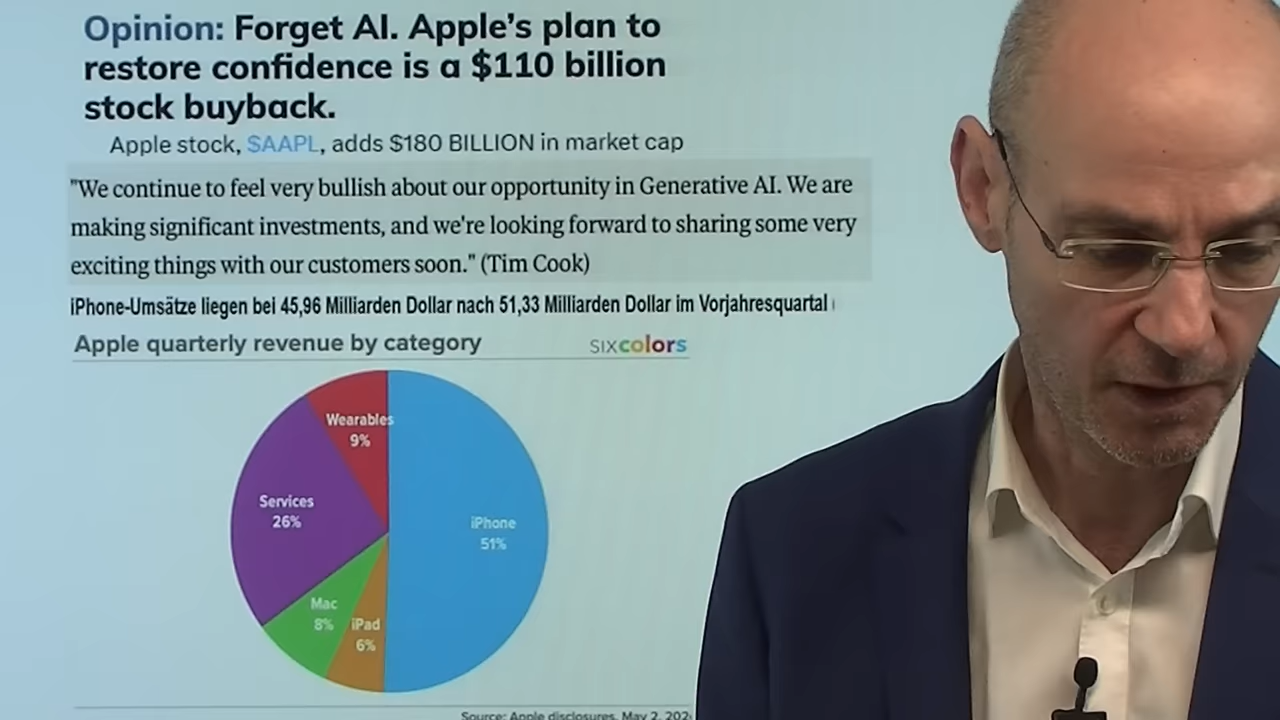 Opinion: Forget AI. Apple’s plan to
restore confidence is a $110 billion
stock buyback.
Apple stock, $AAPL, adds $180 BILLION in market cap
"We continue to feel very bullish about our opportunity in Generative AI. We are
making significant investments, and we're looking forward to sharing some very
exciting things with our customers soon." (Tim Cook)
iPhone-Umsätze liegen bei 45,96 Milliarden Dollar nach 51,33 Milliarden Dollar im Vorjahresquartal
Apple quarterly revenue by category
SIXcolors
Wearables
9%
Services
26%
iPhone
51%
Mac
8%
iPad
6%
Source: Apple disclosures, May 2,